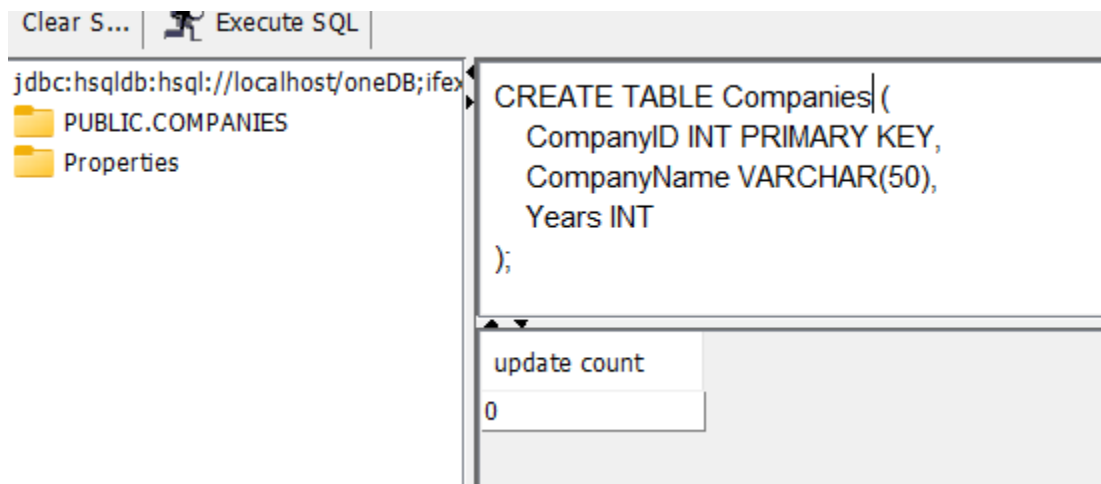 Clear S... Execute SQL
jdbc:hsqldb:hsql://localhost/oneDB;ifex
PUBLIC.COMPANIES
Properties
CREATE TABLE Companies (
CompanyID INT PRIMARY KEY,
CompanyName VARCHAR(50),
Years INT
);
update count
0